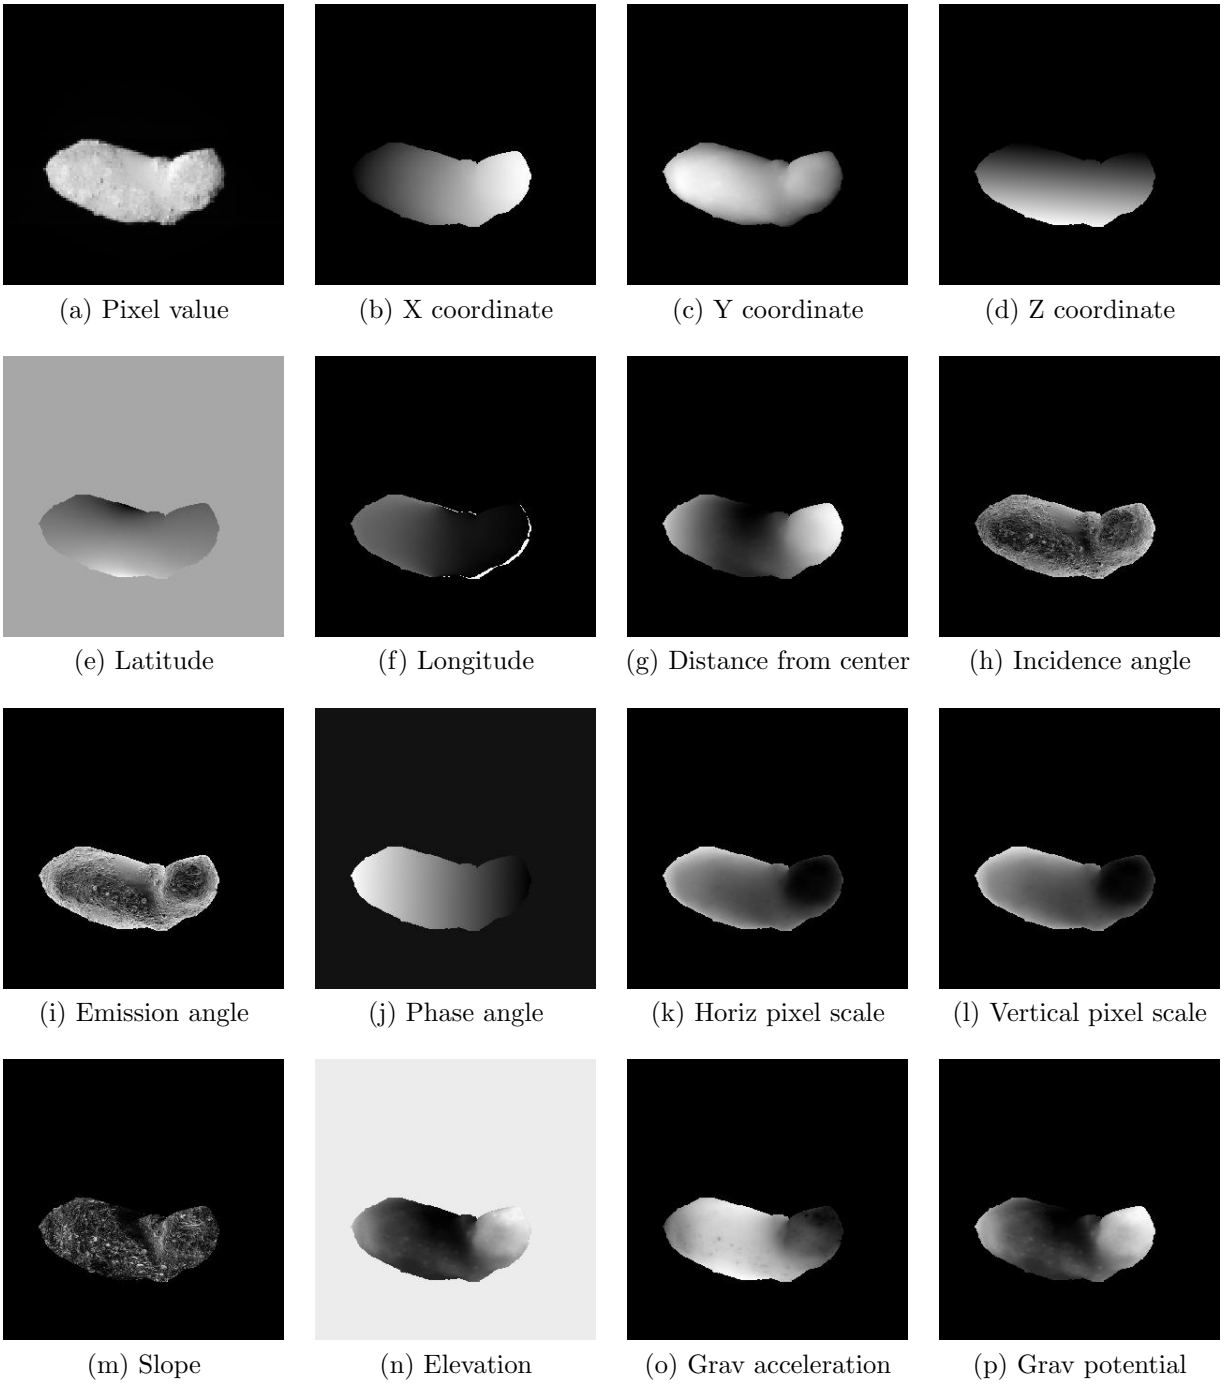 (a) Pixel value
(b) X coordinate
(c) Y coordinate
(d) Z coordinate
(e) Latitude
(f) Longitude
(g) Distance from center
(h) Incidence angle
(i) Emission angle
(j) Phase angle
(k) Horiz pixel scale
(l) Vertical pixel scale
(m) Slope
(n) Elevation
(o) Grav acceleration
(p) Grav potential